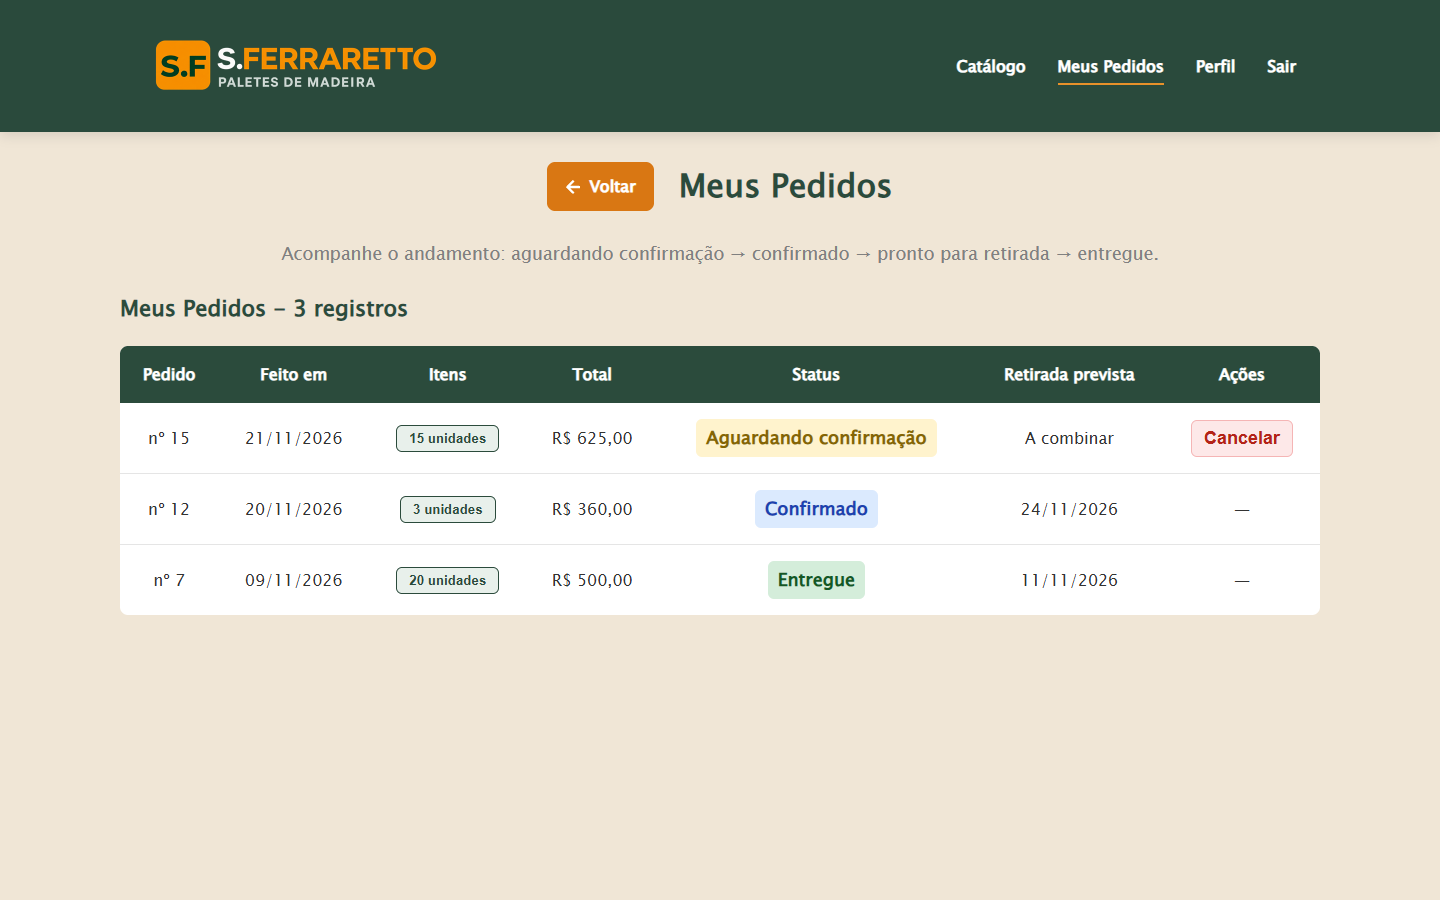 S.F S.FERRARETTO
PALETES DE MADEIRA
Catálogo Meus Pedidos Perfil Sair
← Voltar Meus Pedidos
Acompanhe o andamento: aguardando confirmação → confirmado → pronto para retirada → entregue.
Meus Pedidos – 3 registros
Pedido Feito em Itens Total Status Retirada prevista Ações
nº 15 21/11/2026 15 unidades R$ 625,00 Aguardando confirmação A combinar Cancelar
nº 12 20/11/2026 3 unidades R$ 360,00 Confirmado 24/11/2026 —
nº 7 09/11/2026 20 unidades R$ 500,00 Entregue 11/11/2026 —